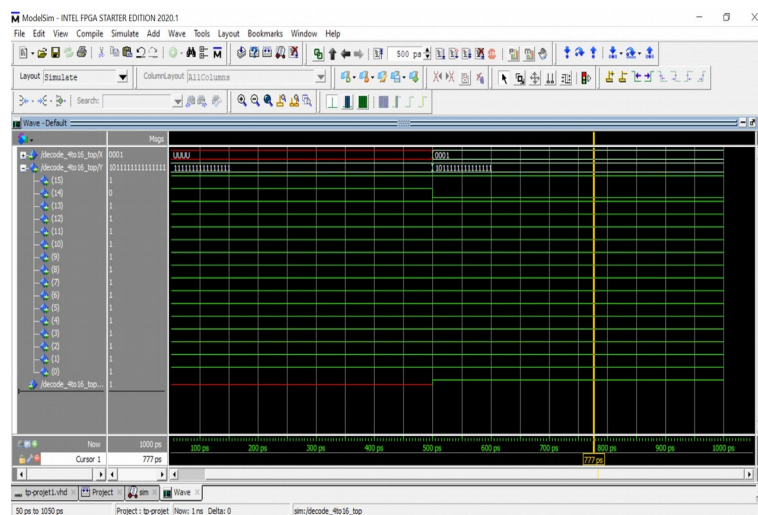 ModelSim - INTEL FPGA STARTER EDITION 2020.1
File Edit View Compile Simulate Add Wave Tools Layout Bookmarks Window Help
500 ps
Layout Simulate ColumnLayout AllColumns
Search:
Wave - Default
Msgs
/decode_4to16_top/X 0001 UUUU 0001
/decode_4to16_top/Y 1011111111111111 1111111111111111 1011111111111111
(15) 1
(14) 0
(13) 1
(12) 1
(11) 1
(10) 1
(9) 1
(8) 1
(7) 1
(6) 1
(5) 1
(4) 1
(3) 1
(2) 1
(1) 1
(0) 1
/decode_4to16_top... 1
Now 1000 ps 100 ps 200 ps 300 ps 400 ps 500 ps 600 ps 700 ps 800 ps 900 ps 1000 ps
Cursor 1 777 ps 777 ps
tp-projet1.vhd Project sim Wave
50 ps to 1050 ps Project : tp-projet Now: 1 ns Delta: 0 sim:/decode_4to16_top